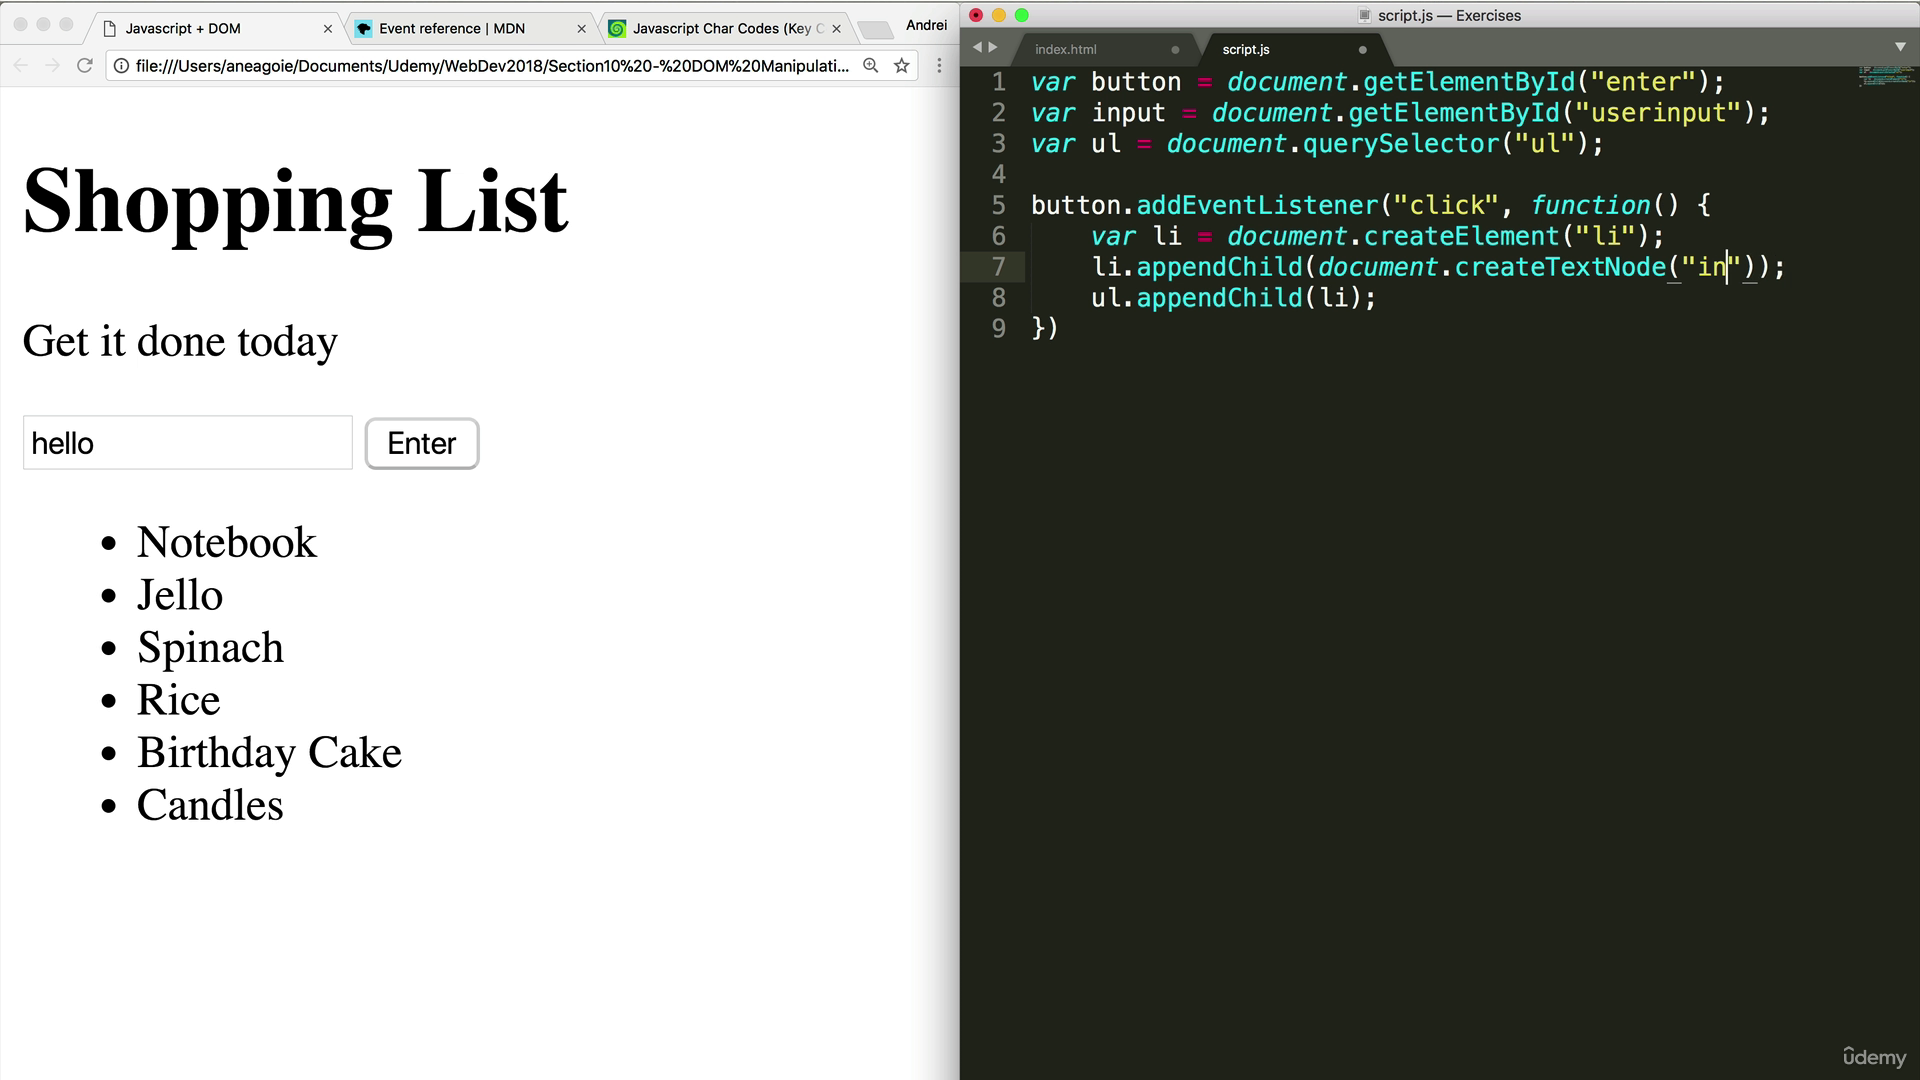 Javascript + DOM
Event reference | MDN
Javascript Char Codes (Key C
Andrei
file:///Users/aneagoie/Documents/Udemy/WebDev2018/Section10%20-%20DOM%20Manipulati...
Shopping List
Get it done today
hello
Enter
• Notebook
• Jello
• Spinach
• Rice
• Birthday Cake
• Candles
script.js — Exercises
index.html
script.js
1 var button = document.getElementById("enter");
2 var input = document.getElementById("userinput");
3 var ul = document.querySelector("ul");
4
5 button.addEventListener("click", function() {
6 var li = document.createElement("li");
7 li.appendChild(document.createTextNode("in"));
8 ul.appendChild(li);
9 })
ûdemy